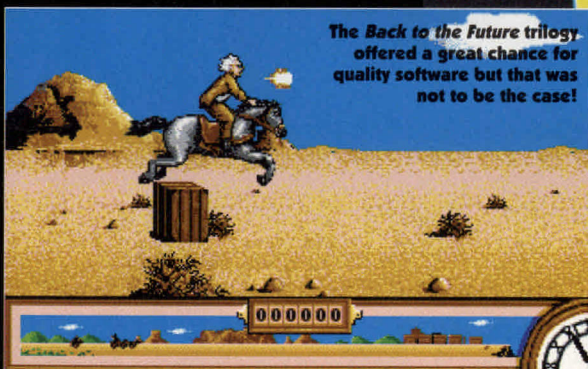 The Back to the Future trilogy
offered a great chance for
quality software but that was
not to be the case!
000000